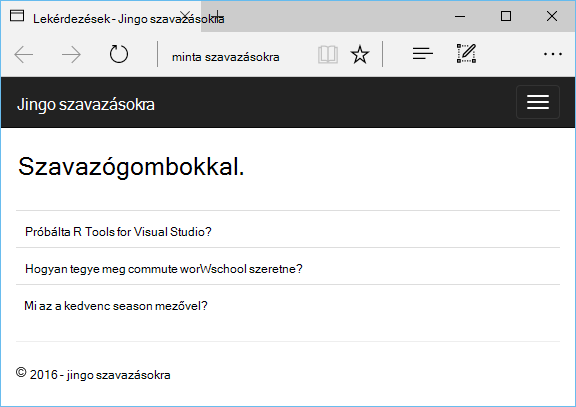 Lekérdezések - Jingo szavazásokra
minta szavazásokra
Jingo szavazásokra
Szavazógombokkal.
Próbálta R Tools for Visual Studio?
Hogyan tegye meg commute worWschool szeretne?
Mi az a kedvenc season mezővel?
© 2016 - jingo szavazásokra